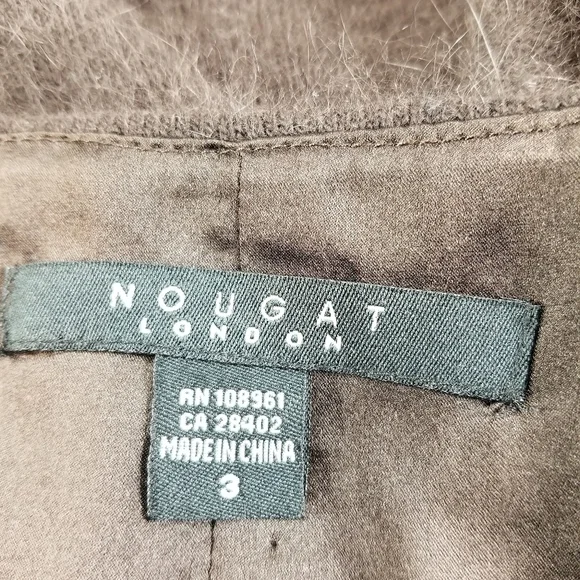 NOUGAT
LONDON
RN 108961
CA 28402
MADE IN CHINA
3